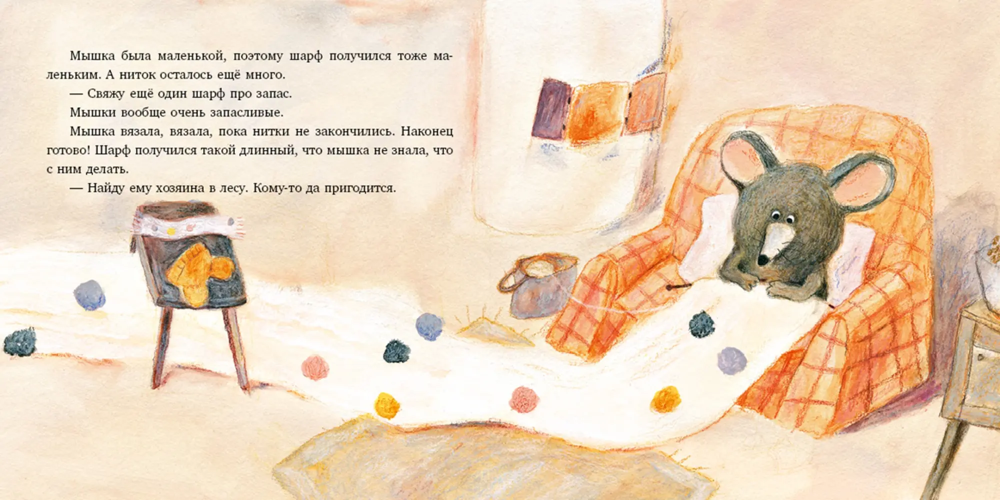 Мышка была маленькой, поэтому шарф получился тоже ма-
леньким. А ниток осталось ещё много.
— Свяжу ещё один шарф про запас.
Мышки вообще очень запасливые.
Мышка вязала, вязала, пока нитки не закончились. Наконец
готово! Шарф получился такой длинный, что мышка не знала, что
с ним делать.
— Найду ему хозяина в лесу. Кому-то да пригодится.